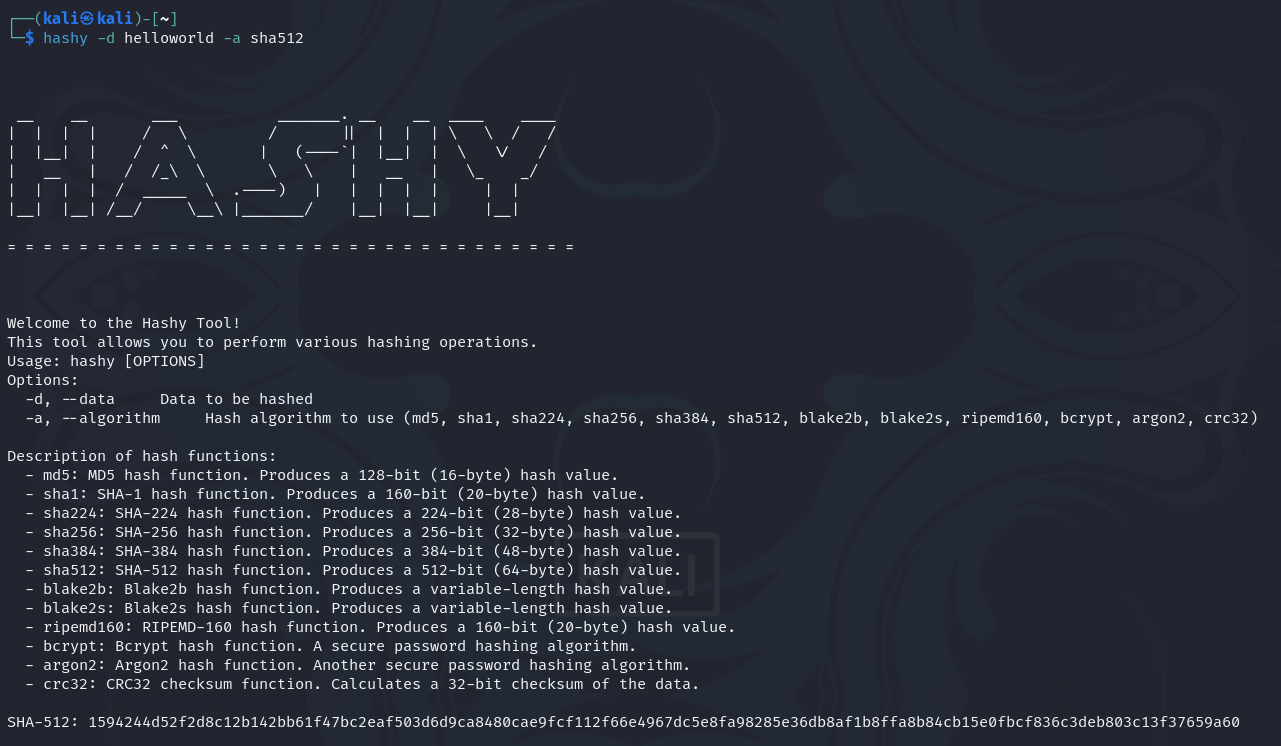 ┌──(kali㉿kali)-[~]
└─$ hashy -d helloworld -a sha512
HASHY
= = = = = = = = = = = = = = = = = = = = = = = = = = = = = = = =
Welcome to the Hashy Tool!
This tool allows you to perform various hashing operations.
Usage: hashy [OPTIONS]
Options:
-d, --data     Data to be hashed
-a, --algorithm     Hash algorithm to use (md5, sha1, sha224, sha256, sha384, sha512, blake2b, blake2s, ripemd160, bcrypt, argon2, crc32)
Description of hash functions:
- md5: MD5 hash function. Produces a 128-bit (16-byte) hash value.
- sha1: SHA-1 hash function. Produces a 160-bit (20-byte) hash value.
- sha224: SHA-224 hash function. Produces a 224-bit (28-byte) hash value.
- sha256: SHA-256 hash function. Produces a 256-bit (32-byte) hash value.
- sha384: SHA-384 hash function. Produces a 384-bit (48-byte) hash value.
- sha512: SHA-512 hash function. Produces a 512-bit (64-byte) hash value.
- blake2b: Blake2b hash function. Produces a variable-length hash value.
- blake2s: Blake2s hash function. Produces a variable-length hash value.
- ripemd160: RIPEMD-160 hash function. Produces a 160-bit (20-byte) hash value.
- bcrypt: Bcrypt hash function. A secure password hashing algorithm.
- argon2: Argon2 hash function. Another secure password hashing algorithm.
- crc32: CRC32 checksum function. Calculates a 32-bit checksum of the data.
SHA-512: 1594244d52f2d8c12b142bb61f47bc2eaf503d6d9ca8480cae9fcf112f66e4967dc5e8fa98285e36db8af1b8ffa8b84cb15e0fbcf836c3deb803c13f37659a60
KALI